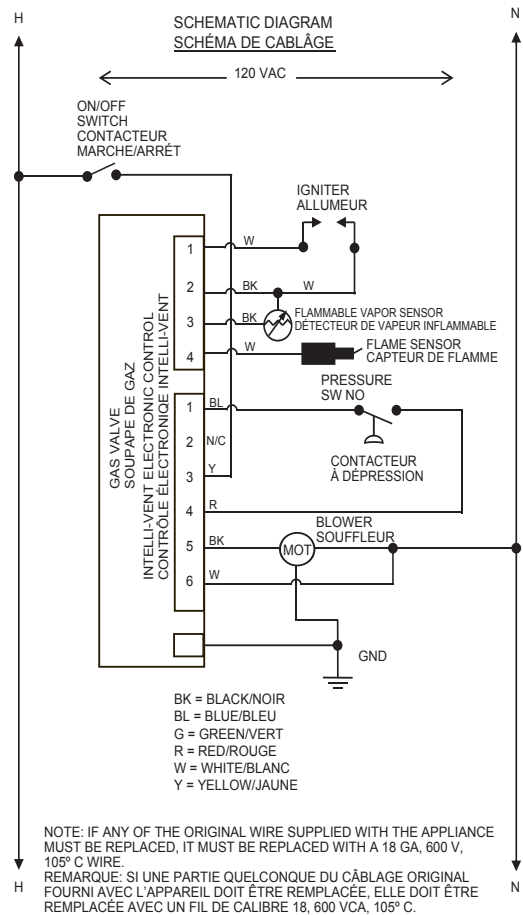 H
N
SCHEMATIC DIAGRAM
SCHÉMA DE CABLÂGE
120 VAC
ON/OFF
SWITCH
CONTACTEUR
MARCHE/ARRÉT
IGNITER
ALLUMEUR
GAS VALVE
SOUPAPE DE GAZ
INTELLI-VENT ELECTRONIC CONTROL
CONTRÔLE ÉLECTRONIQE INTELLI-VENT
1 W
2 BK W
3 BK
FLAMMABLE VAPOR SENSOR
DÉTECTEUR DE VAPEUR INFLAMMABLE
4 W
FLAME SENSOR
CAPTEUR DE FLAMME
PRESSURE
SW NO
1 BL
2 N/C
3 Y
CONTACTEUR
À DÉPRESSION
4 R
BLOWER
SOUFFLEUR
5 BK MOT
6 W
GND
BK = BLACK/NOIR
BL = BLUE/BLEU
G = GREEN/VERT
R = RED/ROUGE
W = WHITE/BLANC
Y = YELLOW/JAUNE
NOTE: IF ANY OF THE ORIGINAL WIRE SUPPLIED WITH THE APPLIANCE
MUST BE REPLACED, IT MUST BE REPLACED WITH A 18 GA, 600 V,
105º C WIRE.
REMARQUE: SI UNE PARTIE QUELCONQUE DU CÂBLAGE ORIGINAL
FOURNI AVEC L'APPAREIL DOIT ÊTRE REMPLACÉE, ELLE DOIT ÊTRE
REMPLACÉE AVEC UN FIL DE CALIBRE 18, 600 VCA, 105º C.
H
N